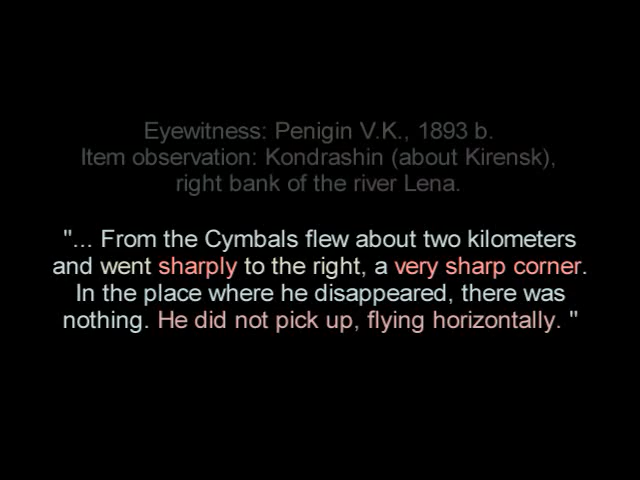 Eyewitness: Penigin V.K., 1893 b.
Item observation: Kondrashin (about Kirensk),
right bank of the river Lena.
"... From the Cymbals flew about two kilometers
and went sharply to the right, a very sharp corner.
In the place where he disappeared, there was
nothing. He did not pick up, flying horizontally. "